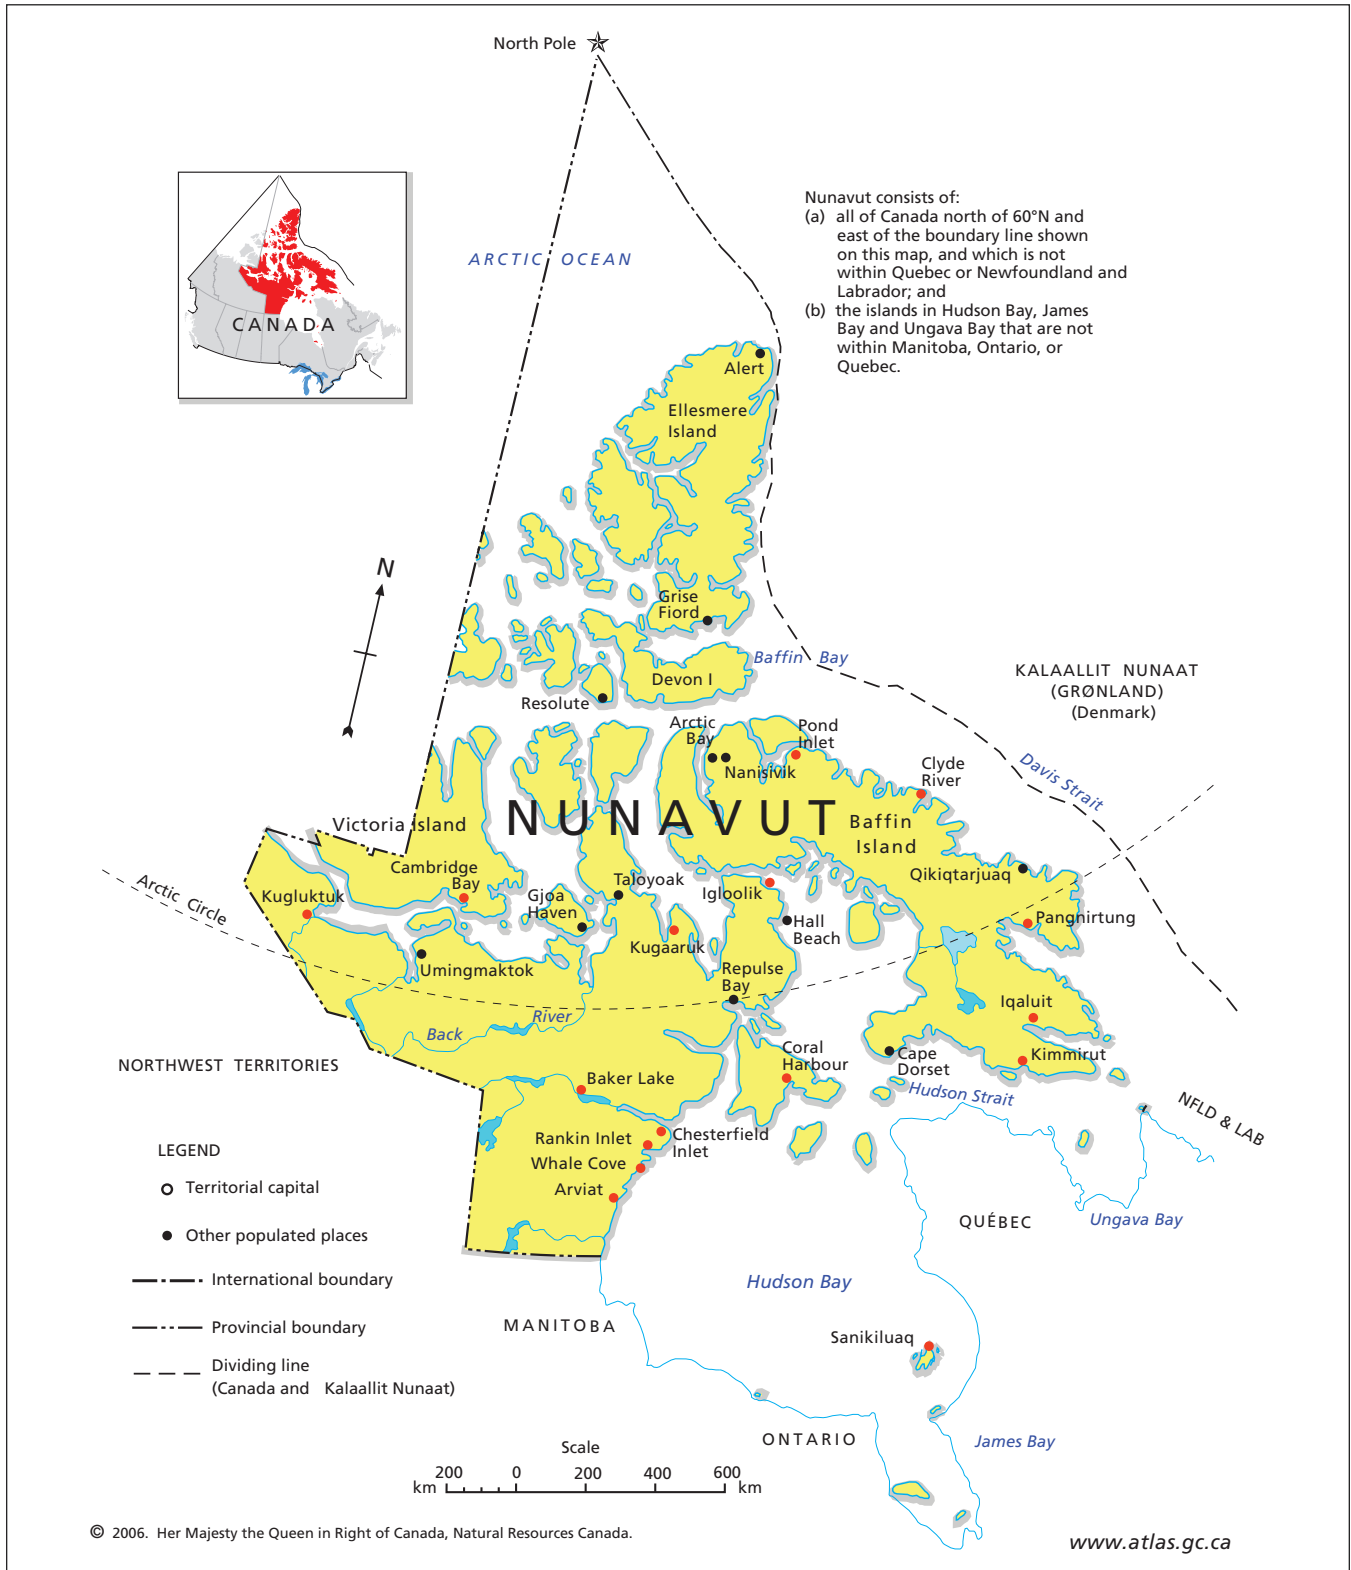 North Pole
Nunavut consists of:
(a) all of Canada north of 60°N and
east of the boundary line shown
on this map, and which is not
within Quebec or Newfoundland and
Labrador; and
(b) the islands in Hudson Bay, James
Bay and Ungava Bay that are not
within Manitoba, Ontario, or
Quebec.
ARCTIC OCEAN
CANADA
Alert
Ellesmere
Island
N
Grise
Fiord
Baffin Bay
KALAALLIT NUNAAT
(GRØNLAND)
(Denmark)
Devon I
Resolute
Arctic
Bay
Pond
Inlet
Nanisivik
Clyde
River
Davis Strait
NUNAVUT
Victoria Island
Baffin
Island
Cambridge
Bay
Arctic Circle
Kugluktuk
Gjoa
Haven
Taloyoak
Igloolik
Qikiqtarjuaq
Hall
Beach
Pangnirtung
Kugaaruk
Umingmaktok
Repulse
Bay
Iqaluit
River
Back
Coral
Harbour
Cape
Dorset
Kimmirut
NORTHWEST TERRITORIES
Baker Lake
Hudson Strait
NFLD & LAB
Rankin Inlet
Chesterfield
Inlet
Whale Cove
Arviat
LEGEND
Territorial capital
Other populated places
International boundary
Provincial boundary
Dividing line
(Canada and Kalaallit Nunaat)
QUÉBEC
Ungava Bay
Hudson Bay
MANITOBA
Sanikiluaq
ONTARIO
James Bay
Scale
200 0 200 400 600
km km
© 2006. Her Majesty the Queen in Right of Canada, Natural Resources Canada.
www.atlas.gc.ca